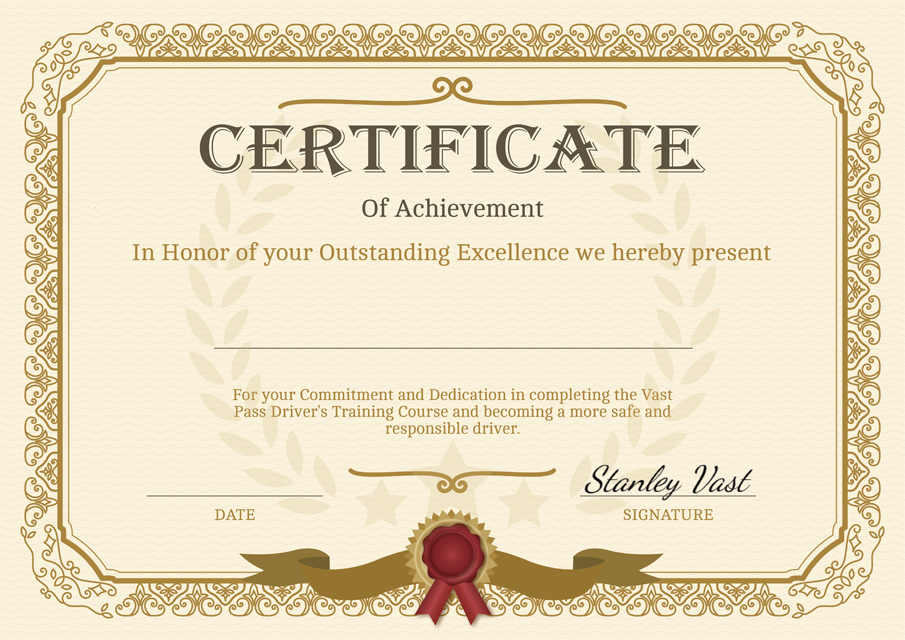 CERTIFICATE
Of Achievement
In Honor of your Outstanding Excellence we hereby present
For your Commitment and Dedication in completing the Vast
Pass Driver's Training Course and becoming a more safe and
responsible driver.
Stanley Vast
DATE
SIGNATURE